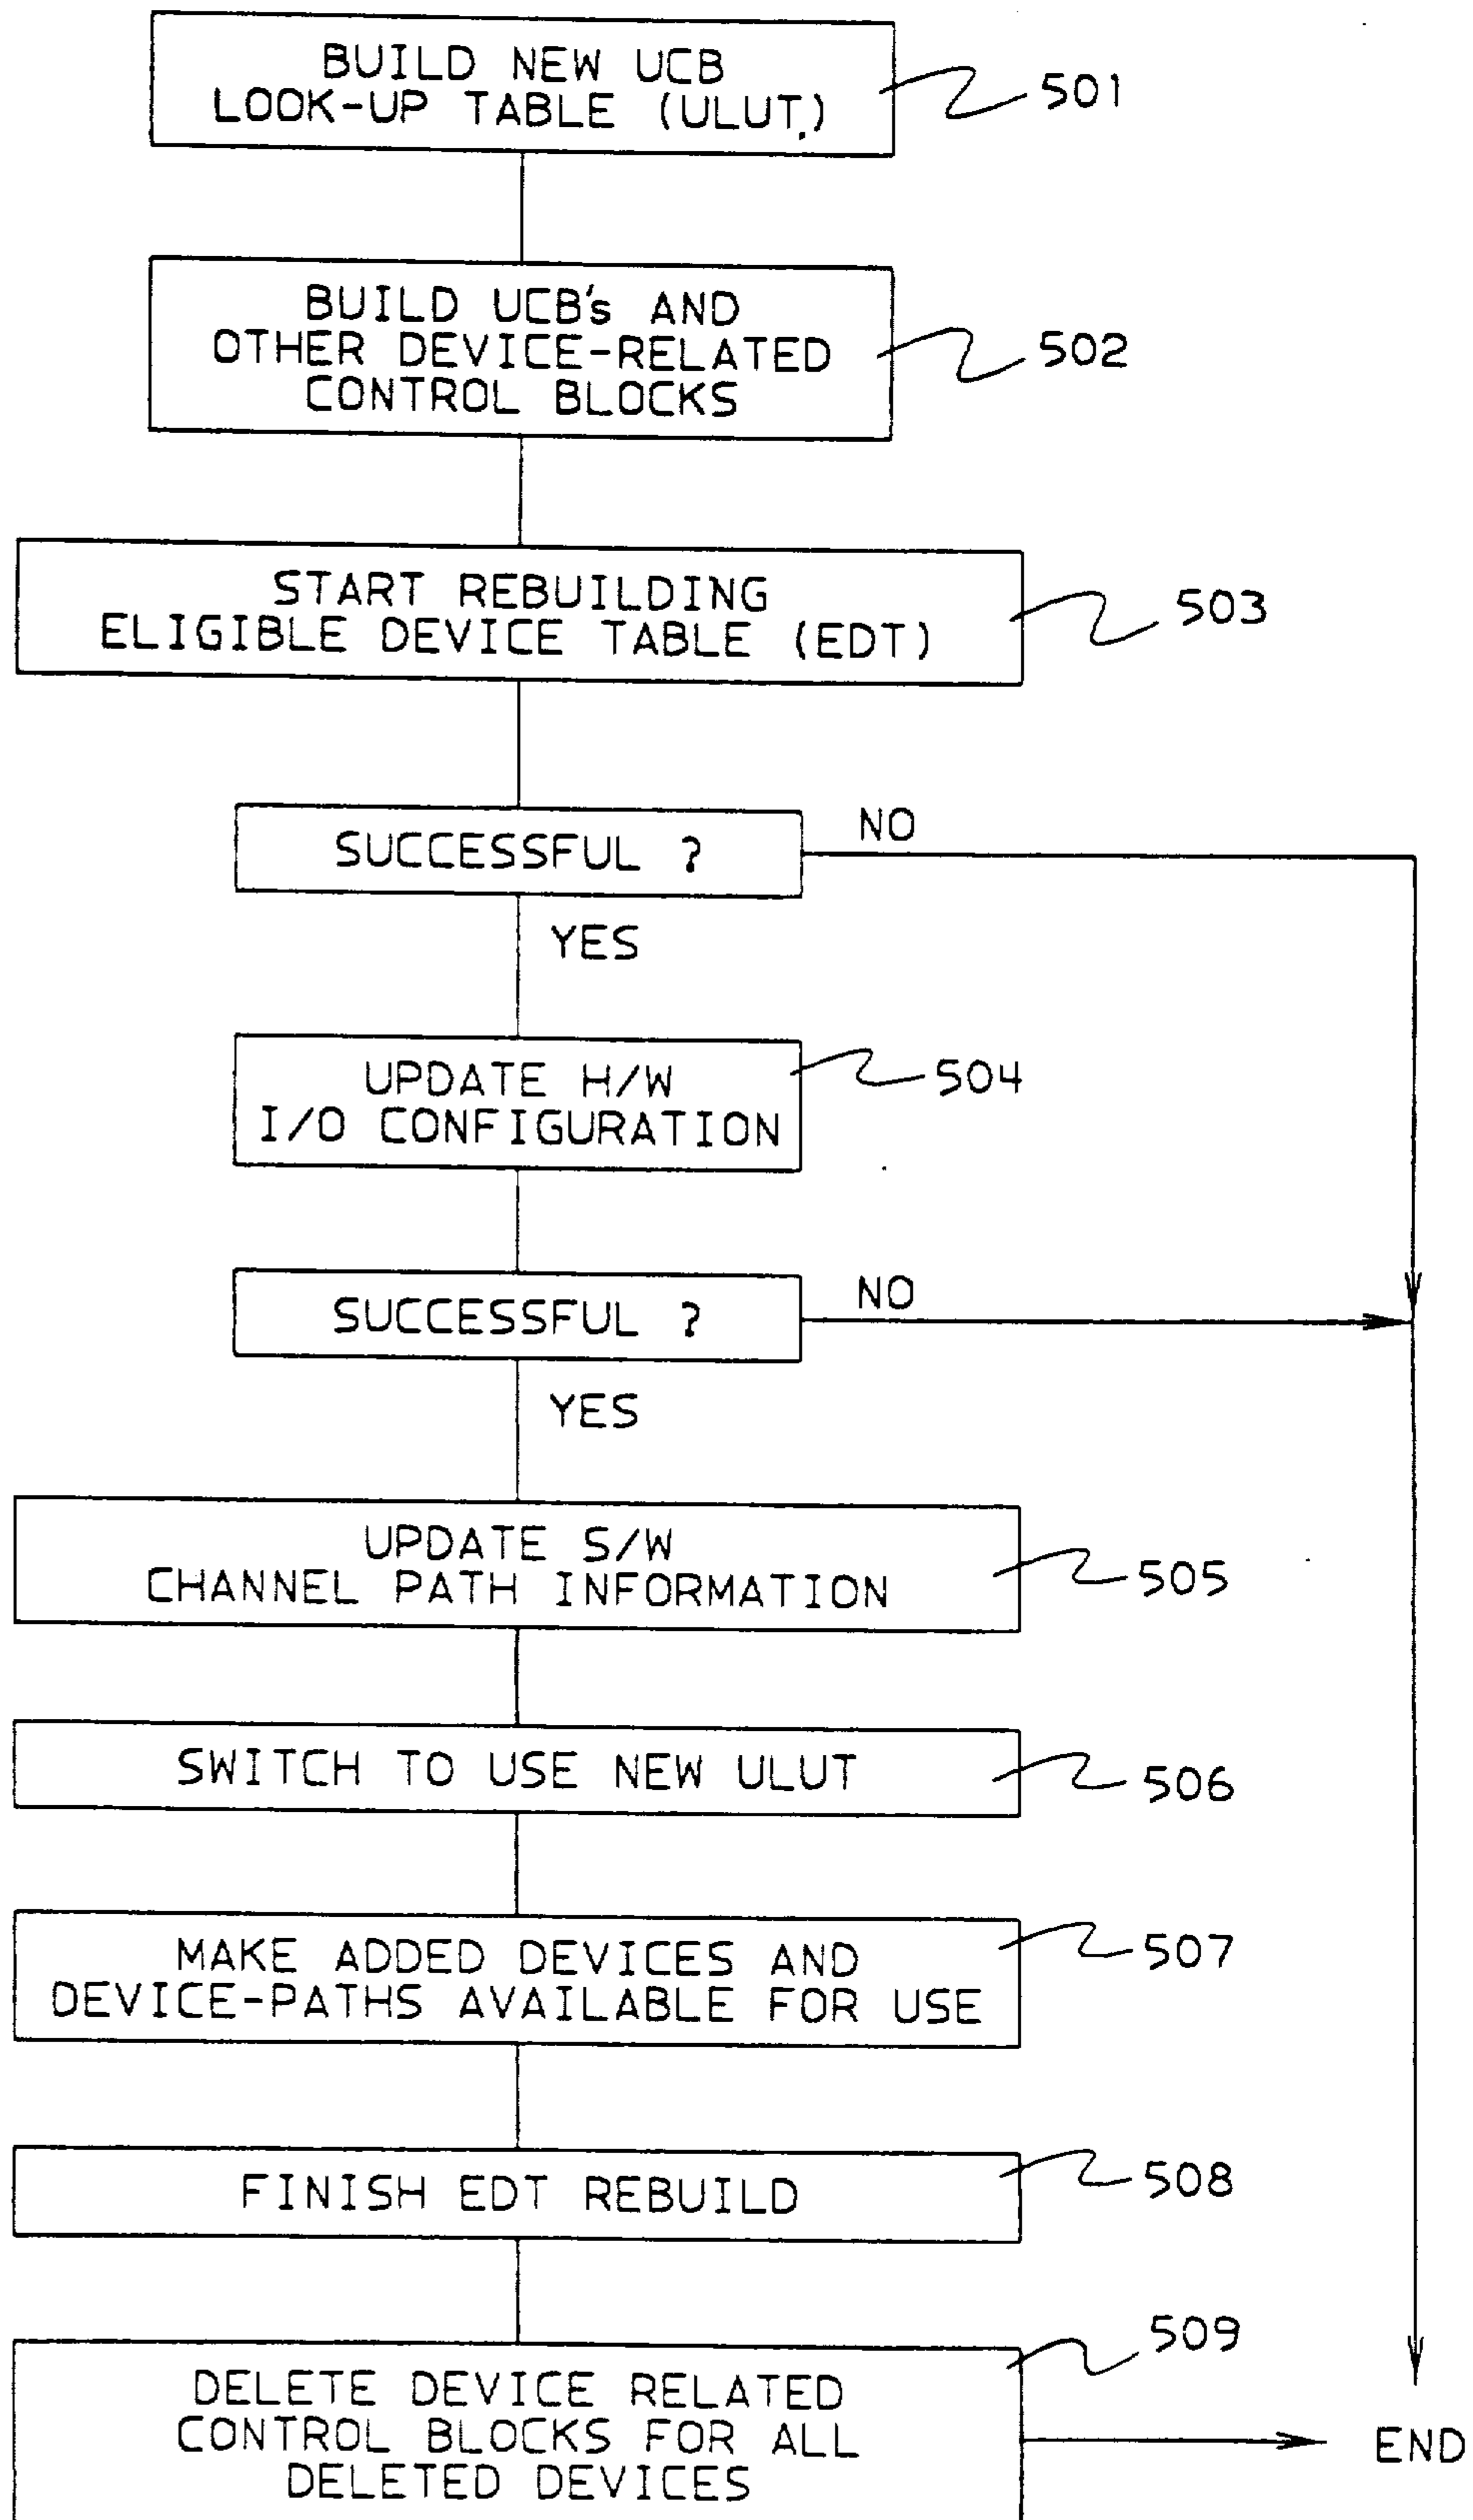 BUILD NEW UCB
LOOK-UP TABLE (ULUT)
501
BUILD UCB's AND
OTHER DEVICE-RELATED
CONTROL BLOCKS
502
START REBUILDING
ELIGIBLE DEVICE TABLE (EDT)
503
SUCCESSFUL ?
NO
YES
UPDATE H/W
I/O CONFIGURATION
504
SUCCESSFUL ?
NO
YES
UPDATE S/W
CHANNEL PATH INFORMATION
505
SWITCH TO USE NEW ULUT
506
MAKE ADDED DEVICES AND
DEVICE-PATHS AVAILABLE FOR USE
507
FINISH EDT REBUILD
508
509
DELETE DEVICE RELATED
CONTROL BLOCKS FOR ALL
DELETED DEVICES
END